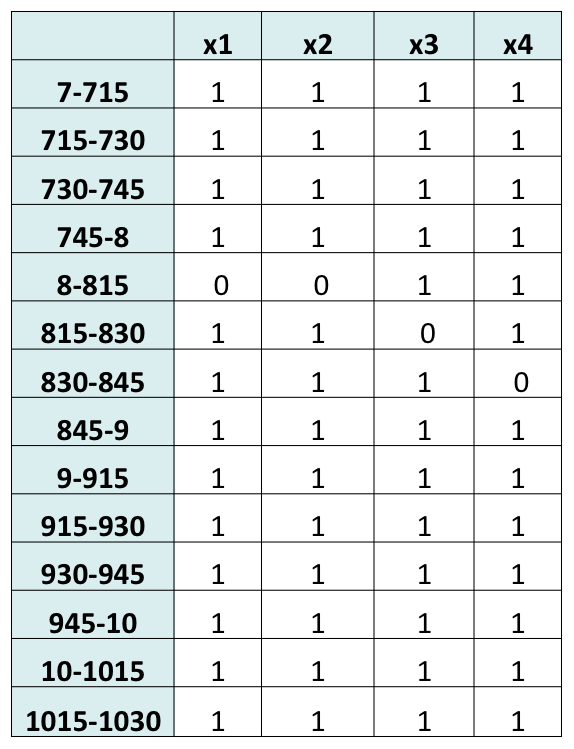 x1 x2 x3 x4
7-715 1 1 1 1
715-730 1 1 1 1
730-745 1 1 1 1
745-8 1 1 1 1
8-815 0 0 1 1
815-830 1 1 0 1
830-845 1 1 1 0
845-9 1 1 1 1
9-915 1 1 1 1
915-930 1 1 1 1
930-945 1 1 1 1
945-10 1 1 1 1
10-1015 1 1 1 1
1015-1030 1 1 1 1